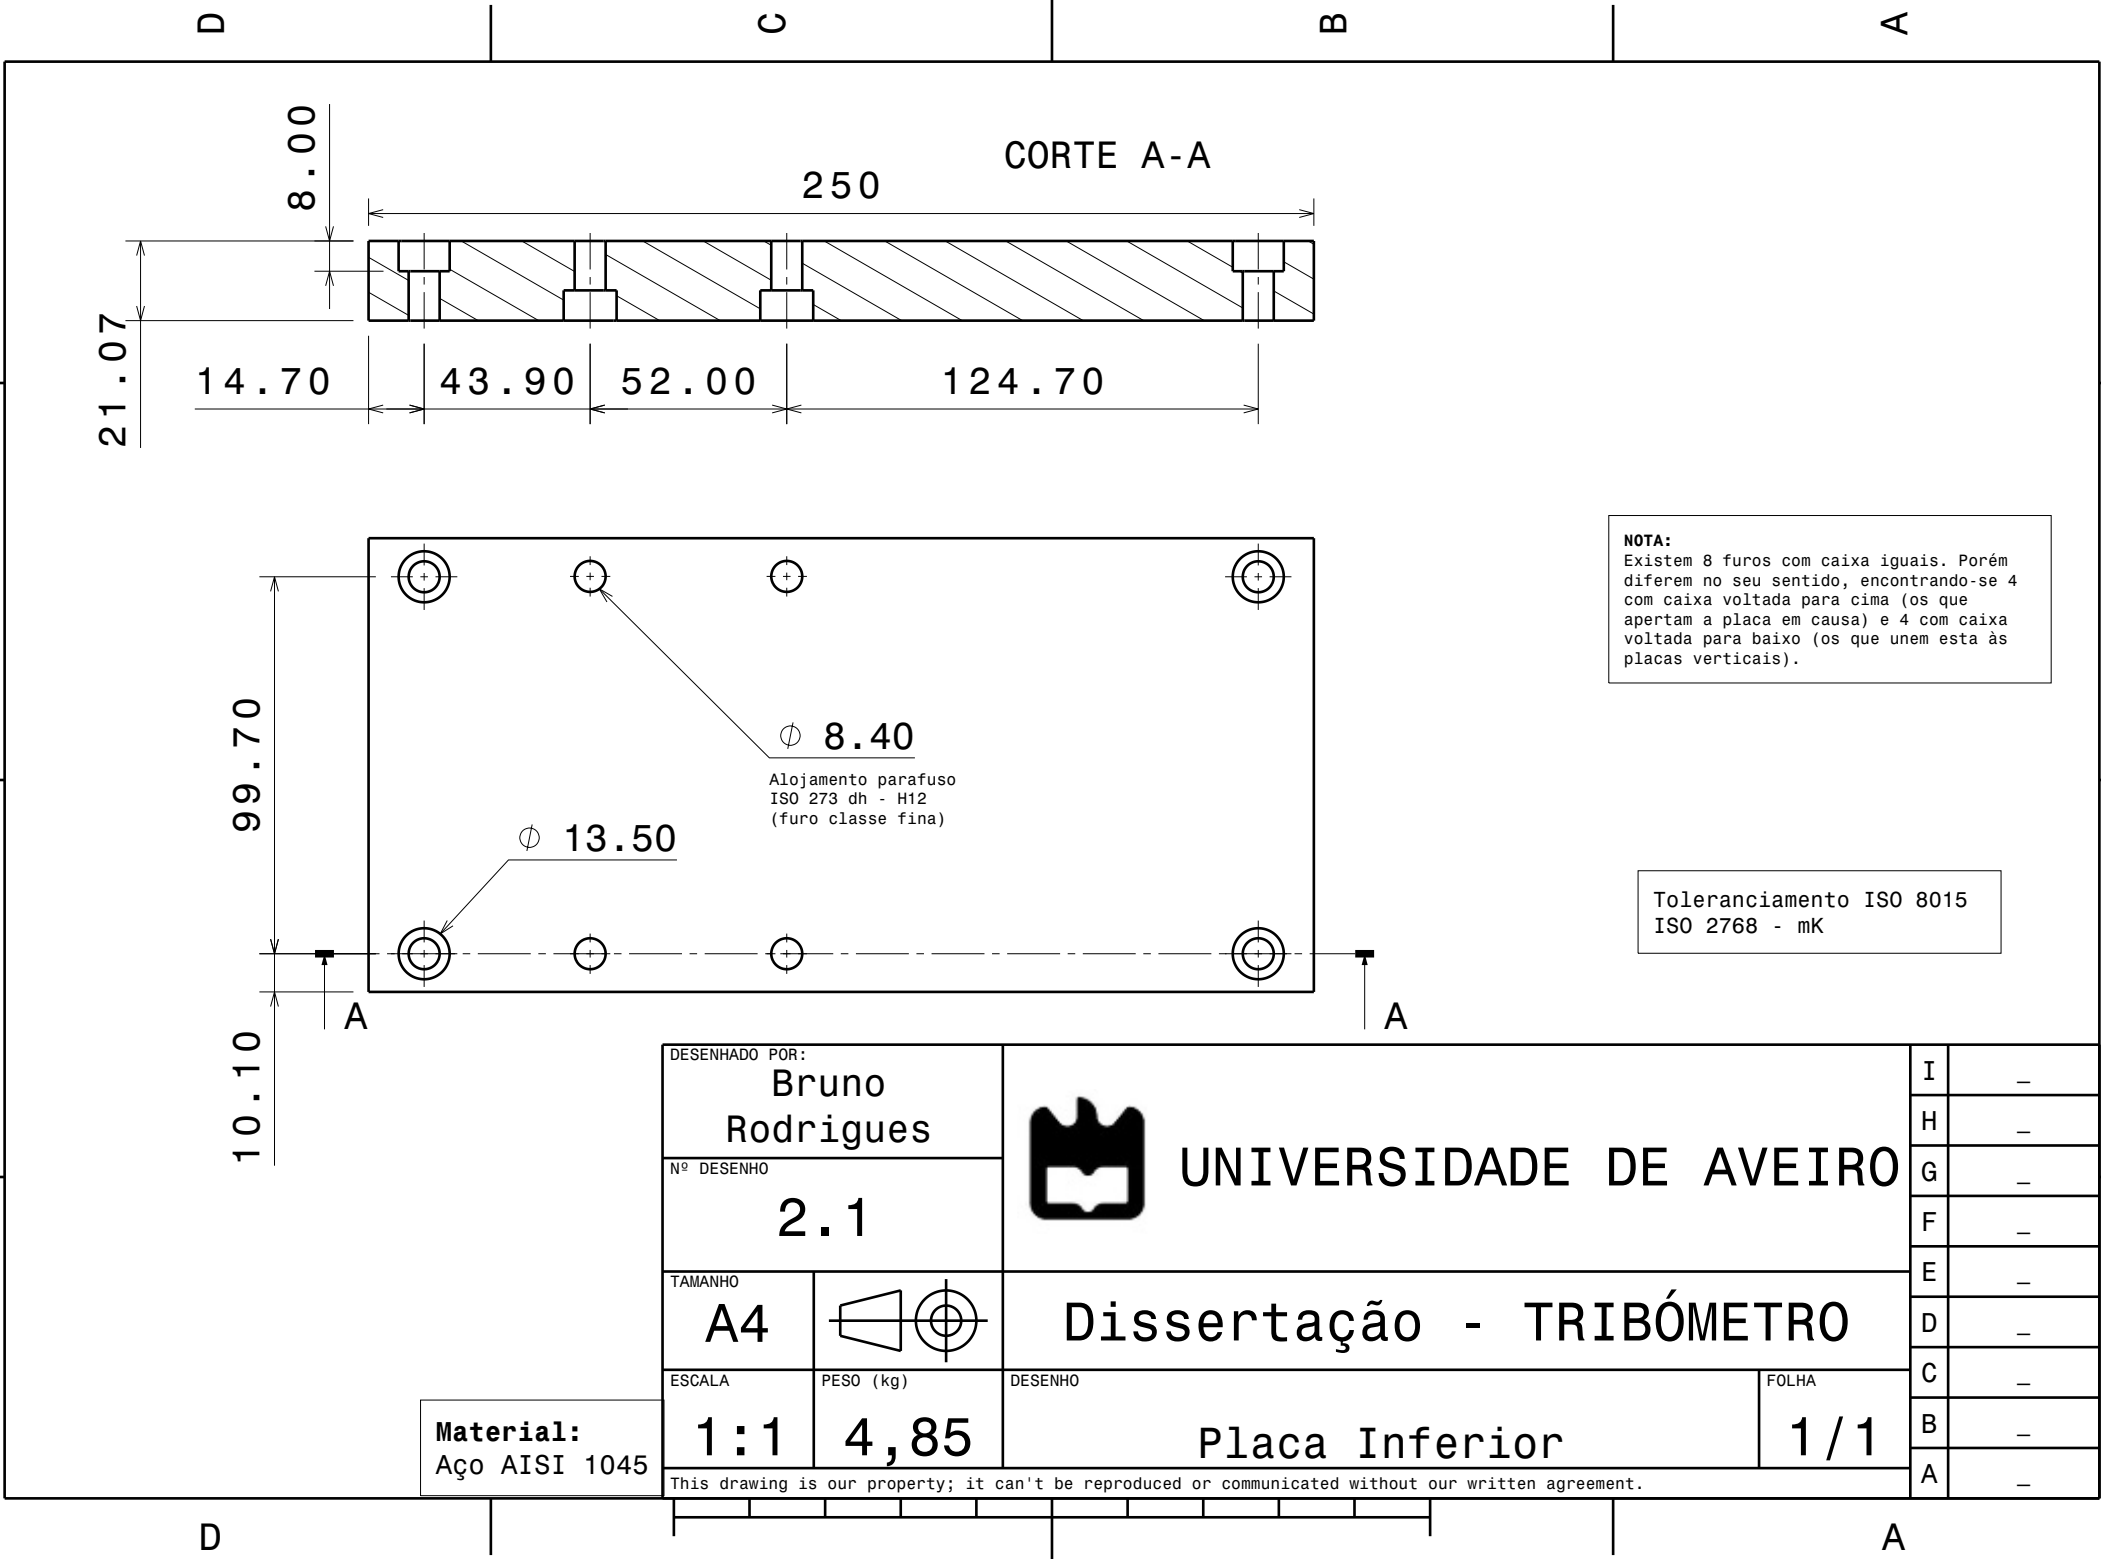 D
C
B
A
8.00
CORTE A-A
250
21.07
14.70
43.90
52.00
124.70
NOTA:
Existem 8 furos com caixa iguais. Porém
diferem no seu sentido, encontrando-se 4
com caixa voltada para cima (os que
apertam a placa em causa) e 4 com caixa
voltada para baixo (os que unem esta às
placas verticais).
99.70
∅ 8.40
Alojamento parafuso
ISO 273 dh - H12
(furo classe fina)
∅ 13.50
Toleranciamento ISO 8015
ISO 2768 - mK
A
A
10.10
DESENHADO POR:
Bruno
Rodrigues
Nº DESENHO
2.1
UNIVERSIDADE DE AVEIRO
TAMANHO
A4
Dissertação - TRIBÓMETRO
ESCALA
1:1
PESO (kg)
4,85
DESENHO
Placa Inferior
FOLHA
1/1
I _
H _
G _
F _
E _
D _
C _
B _
A _
Material:
Aço AISI 1045
This drawing is our property; it can't be reproduced or communicated without our written agreement.
D
A